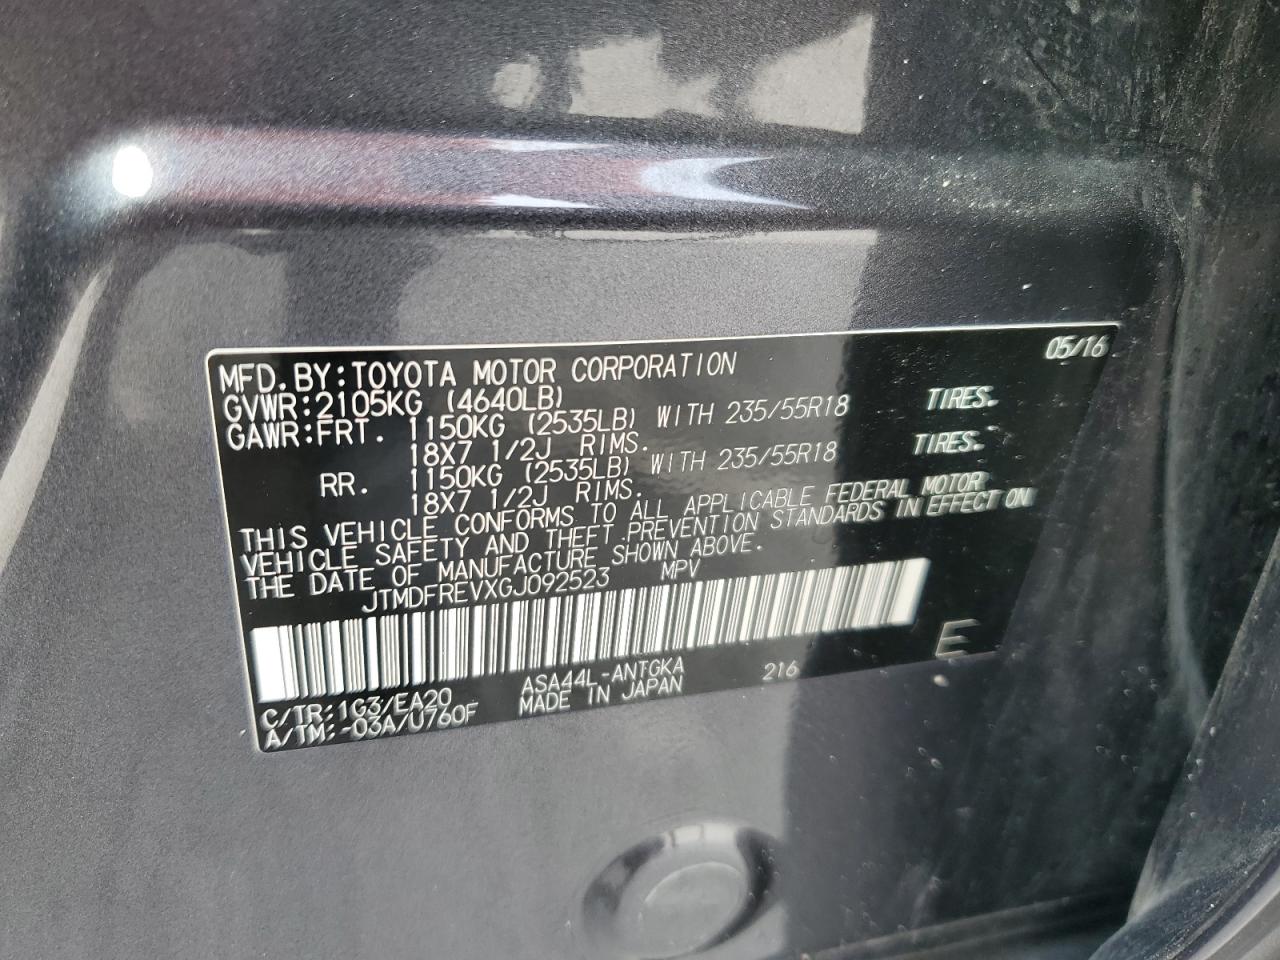 05/16
MFD.BY:TOYOTA MOTOR CORPORATION
GVWR:2105KG (4640LB)
GAWR:FRT. 1150KG (2535LB) WITH 235/55R18 TIRES.
18X7 1/2J RIMS.
RR. 1150KG (2535LB) WITH 235/55R18 TIRES.
18X7 1/2J RIMS.
THIS VEHICLE CONFORMS TO ALL APPLICABLE FEDERAL MOTOR
VEHICLE SAFETY AND THEFT PREVENTION STANDARDS IN EFFECT ON
THE DATE OF MANUFACTURE SHOWN ABOVE.
JTMDFREVXGJ092523 MPV
E
C/TR:1G3/EA20 ASA44L-ANTGKA 216
A/TM:-03A/U760F MADE IN JAPAN